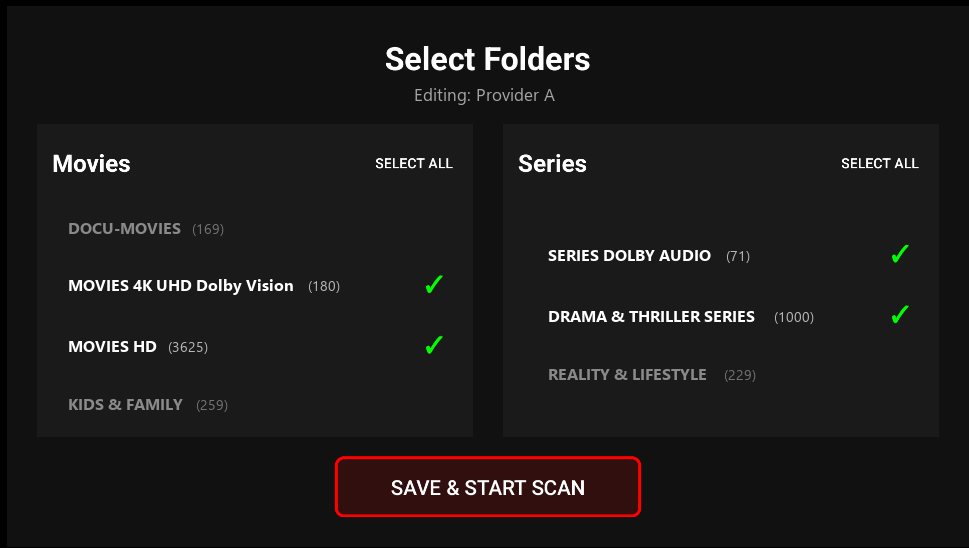 Select Folders
Editing: Provider A
Movies
SELECT ALL
DOCU-MOVIES (169)
MOVIES 4K UHD Dolby Vision (180)
✓
MOVIES HD (3625)
✓
KIDS & FAMILY (259)
Series
SELECT ALL
SERIES DOLBY AUDIO (71)
✓
DRAMA & THRILLER SERIES (1000)
✓
REALITY & LIFESTYLE (229)
SAVE & START SCAN